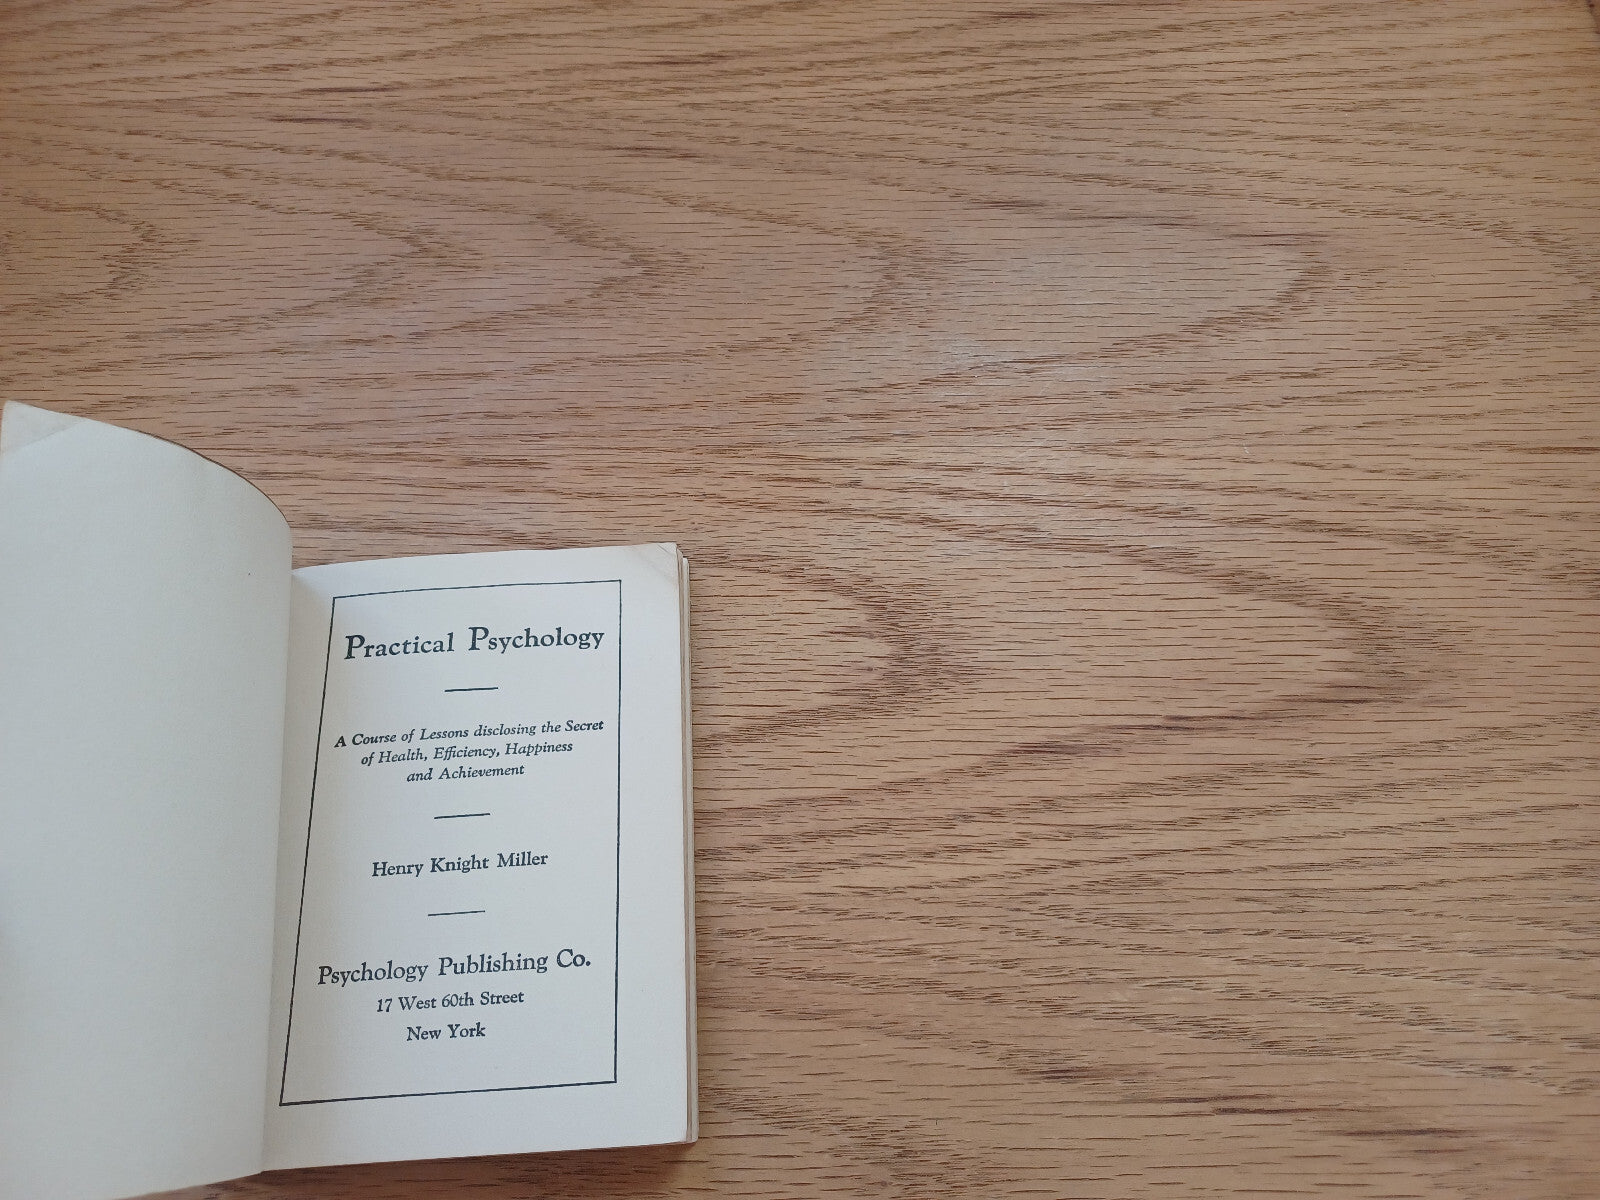 Practical Psychology
A Course of Lessons disclosing the Secret
of Health, Efficiency, Happiness
and Achievement
Henry Knight Miller
Psychology Publishing Co.
17 West 60th Street
New York